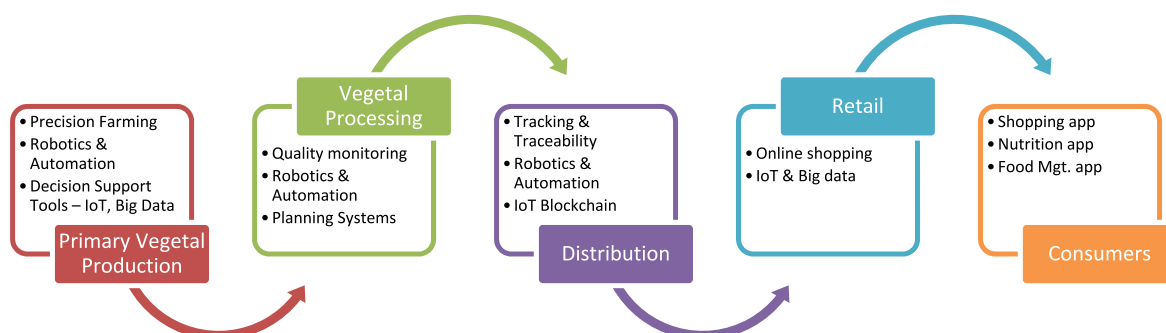 • Precision Farming
• Robotics &
Automation
• Decision Support
Tools – IoT, Big Data
Primary Vegetal
Production
Vegetal
Processing
• Quality monitoring
• Robotics &
Automation
• Planning Systems
• Tracking &
Traceability
• Robotics &
Automation
• IoT Blockchain
Distribution
Retail
• Online shopping
• IoT & Big data
• Shopping app
• Nutrition app
• Food Mgt. app
Consumers